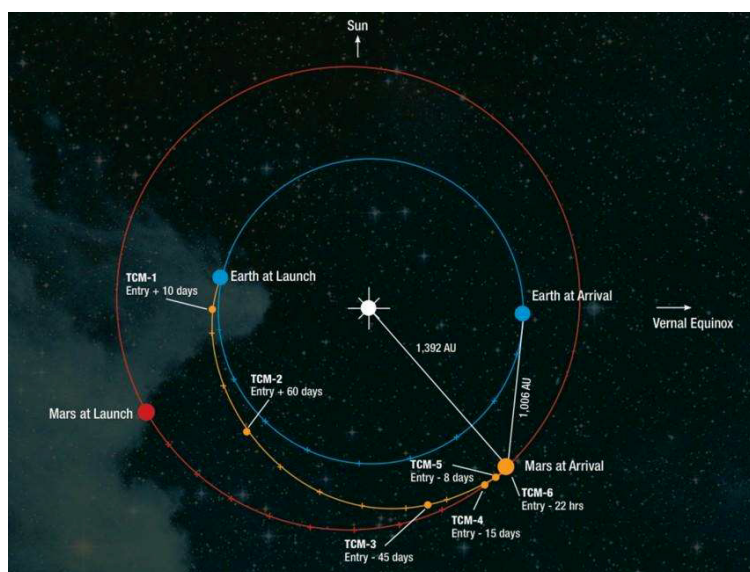 Sun
TCM-1
Entry + 10 days
Earth at Launch
Earth at Arrival
Vernal Equinox
1,392 AU
1,006 AU
TCM-2
Entry + 60 days
Mars at Launch
TCM-5
Entry - 8 days
Mars at Arrival
TCM-6
Entry - 22 hrs
TCM-4
Entry - 15 days
TCM-3
Entry - 45 days